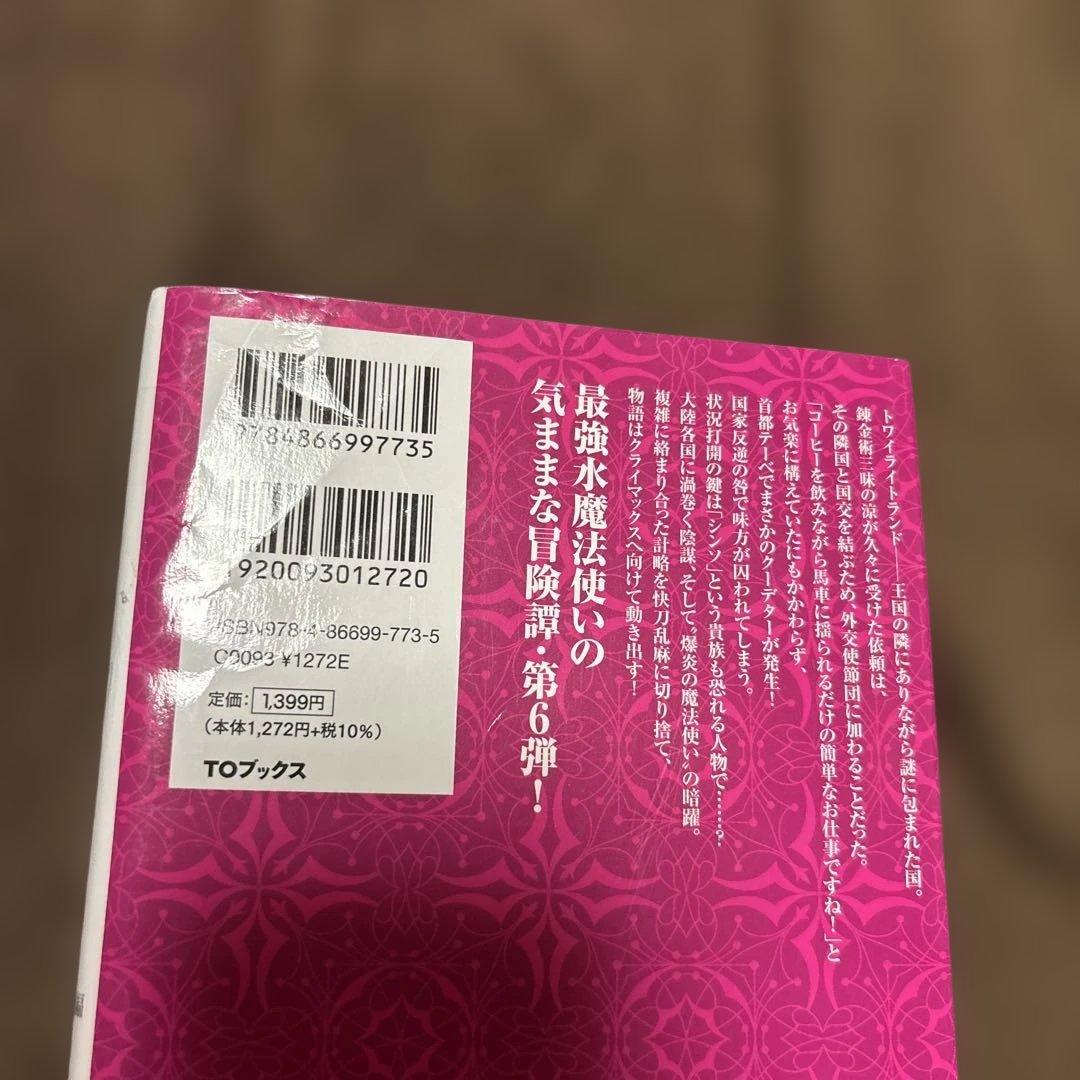 トワイライトランド――王国の隣にありながら謎に包まれた国。
錬金術三昧の涼が久々に受けた依頼は、
その隣国と国交を結ぶため、外交使節団に加わることだった。
「コーヒーを飲みながら馬車に揺られるだけの簡単なお仕事ですね！」と
お気楽に構えていたにもかかわらず、
首都テーベでまさかのクーデターが発生！
国家反逆の咎で味方が囚われてしまう。
状況打開の鍵は「シンソ」という貴族も恐れる人物で……？
大陸各国に渦巻く陰謀、そして〝爆炎の魔法使い〟の暗躍。
複雑に絡まり合った計略を快刀乱麻に切り捨て、
物語はクライマックスへ向けて動き出す！
最強水魔法使いの
気ままな冒険譚・第6弾！
9784866997735
1920093012720
ISBN978-4-86699-773-5
C0093 ¥1272E
定価：1,399円
（本体1,272円+税10%）
TOブックス